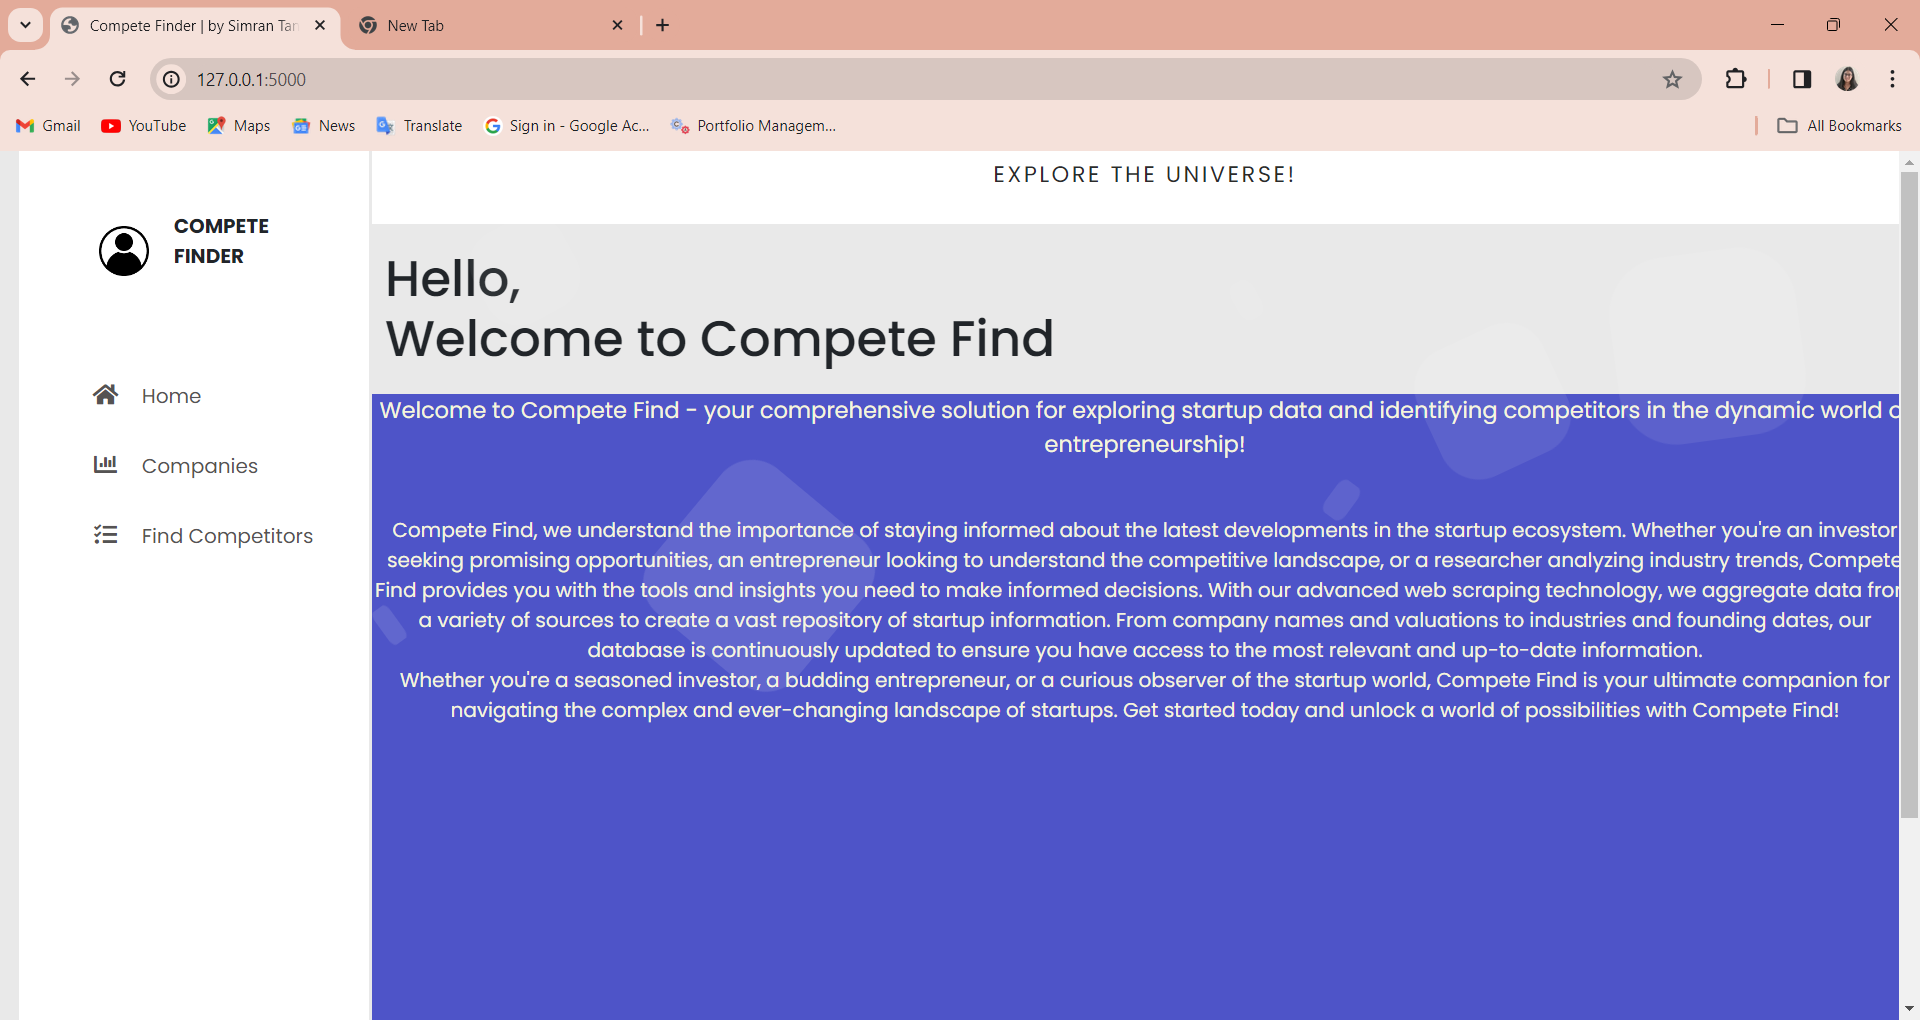 Compete Finder | by Simran Tan
New Tab
127.0.0.1:5000
Gmail
YouTube
Maps
News
Translate
Sign in - Google Ac...
Portfolio Managem...
All Bookmarks
EXPLORE THE UNIVERSE!
COMPETE
FINDER
Home
Companies
Find Competitors
Hello,
Welcome to Compete Find
Welcome to Compete Find - your comprehensive solution for exploring startup data and identifying competitors in the dynamic world
entrepreneurship!
Compete Find, we understand the importance of staying informed about the latest developments in the startup ecosystem. Whether you're an investor
seeking promising opportunities, an entrepreneur looking to understand the competitive landscape, or a researcher analyzing industry trends, Compete
Find provides you with the tools and insights you need to make informed decisions. With our advanced web scraping technology, we aggregate data
a variety of sources to create a vast repository of startup information. From company names and valuations to industries and founding dates, our
database is continuously updated to ensure you have access to the most relevant and up-to-date information.
Whether you're a seasoned investor, a budding entrepreneur, or a curious observer of the startup world, Compete Find is your ultimate companion for
navigating the complex and ever-changing landscape of startups. Get started today and unlock a world of possibilities with Compete Find!